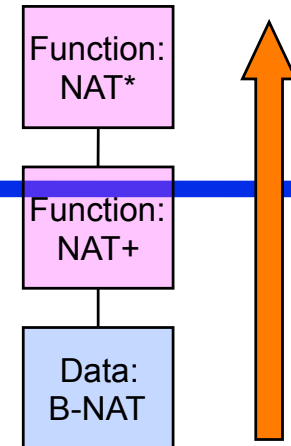 Function:
NAT*
Function:
NAT+
Data:
B-NAT